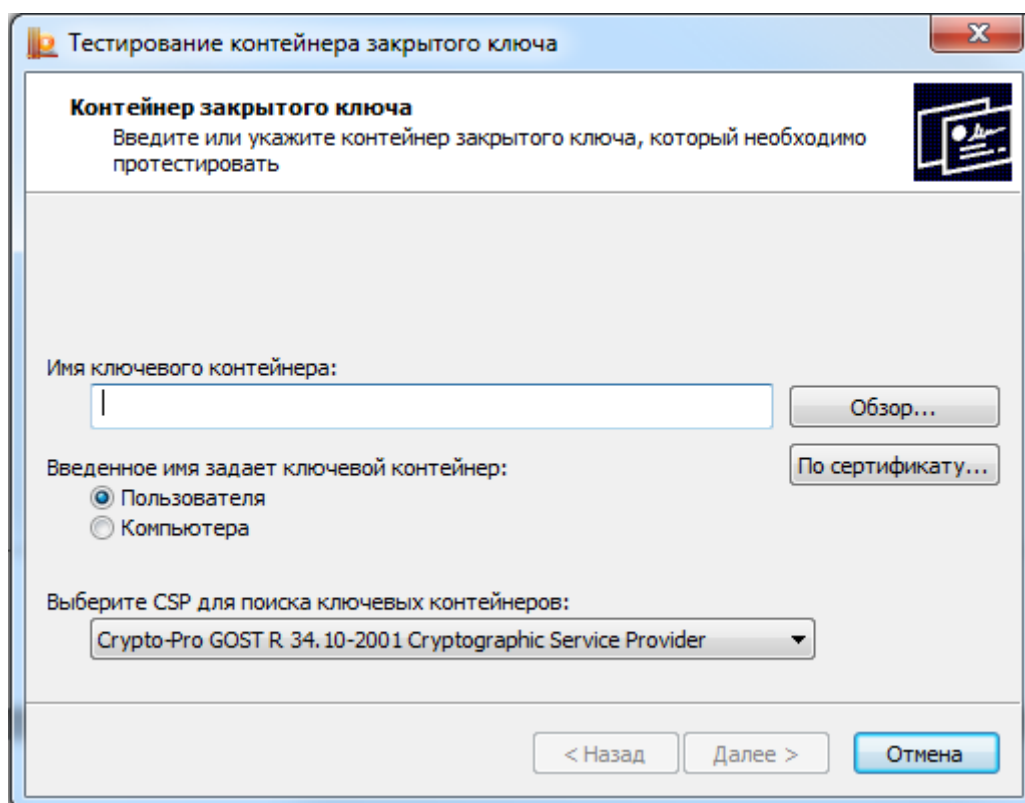 Тестирование контейнера закрытого ключа
Контейнер закрытого ключа
Введите или укажите контейнер закрытого ключа, который необходимо
протестировать
Имя ключевого контейнера:
Обзор...
Введенное имя задает ключевой контейнер:
По сертификату...
Пользователя
Компьютера
Выберите CSP для поиска ключевых контейнеров:
Crypto-Pro GOST R 34.10-2001 Cryptographic Service Provider
< Назад
Далее >
Отмена